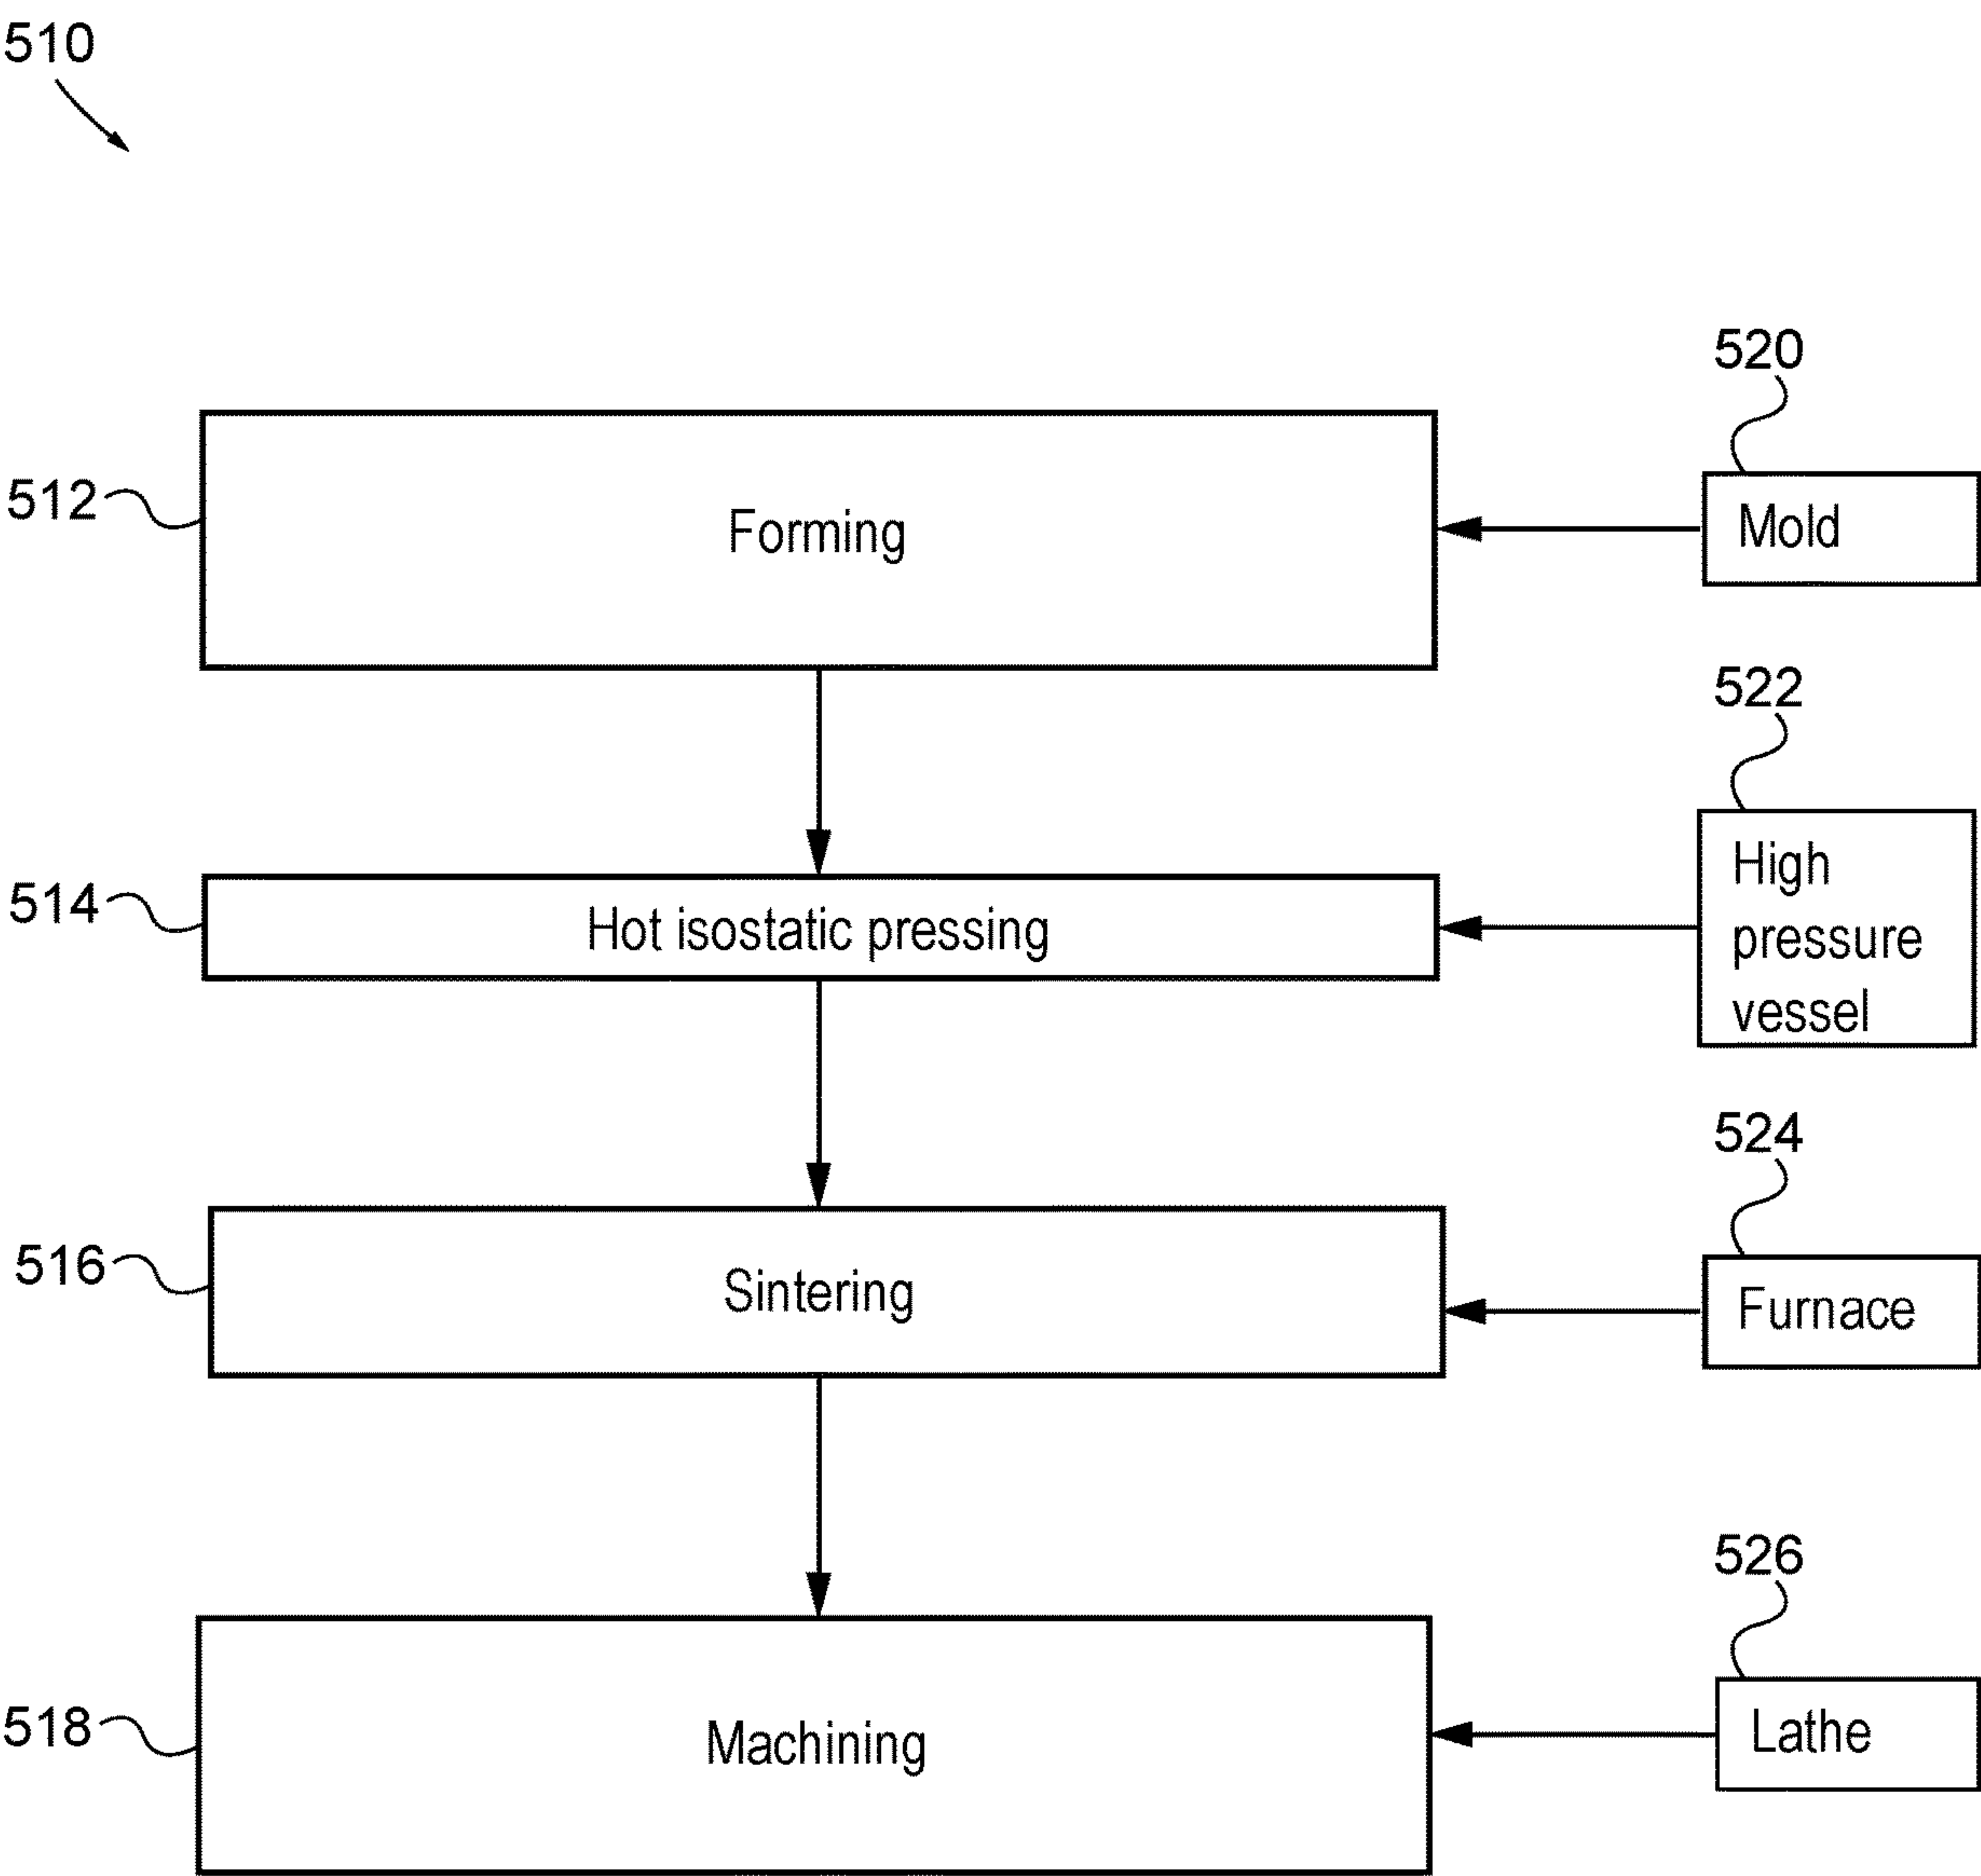 510
520
512
Forming
Mold
522
514
Hot isostatic pressing
High
pressure
vessel
524
516
Sintering
Furnace
526
518
Machining
Lathe